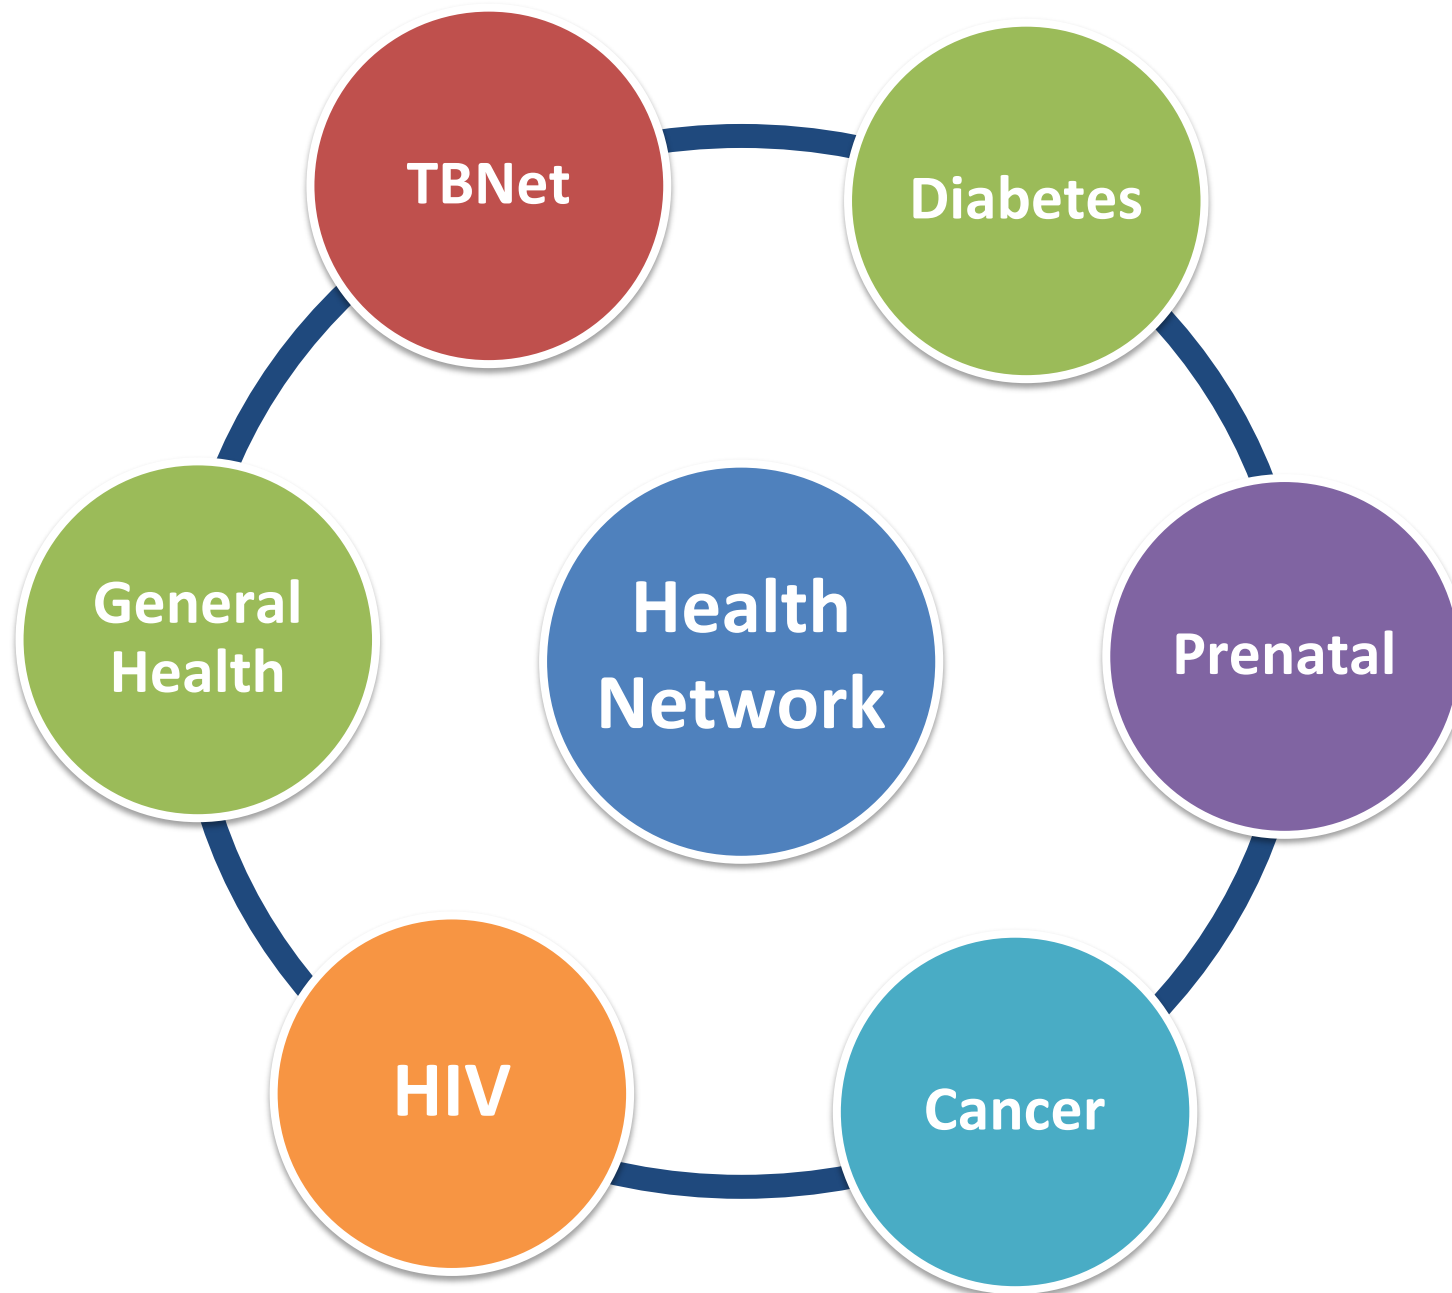 TBNet
Diabetes
General
Health
Health
Network
Prenatal
HIV
Cancer